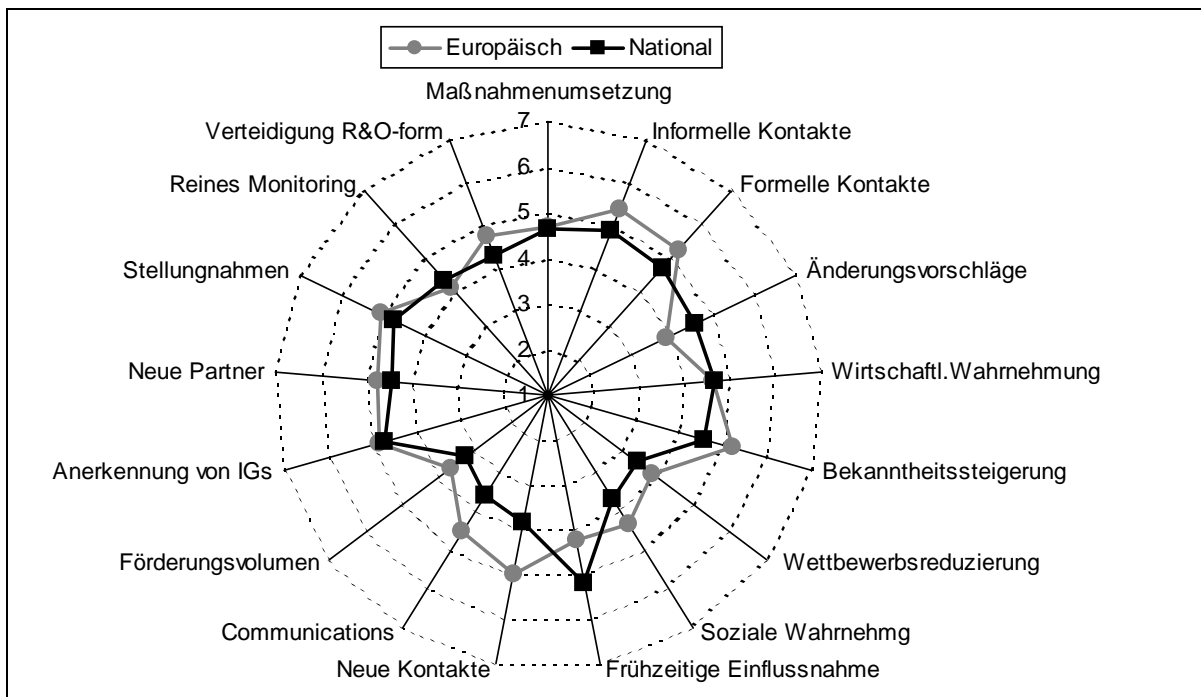 Europäisch National
Maßnahmenumsetzung
7
Verteidigung R&O-form
Informelle Kontakte
6
Reines Monitoring
Formelle Kontakte
5
4
Stellungnahmen
Änderungsvorschläge
3
2
Neue Partner
Wirtschaftl.Wahrnehmung
1
Anerkennung von IGs
Bekanntheitssteigerung
Förderungsvolumen
Wettbewerbsreduzierung
Communications
Soziale Wahrnehmg
Neue Kontakte
Frühzeitige Einflussnahme